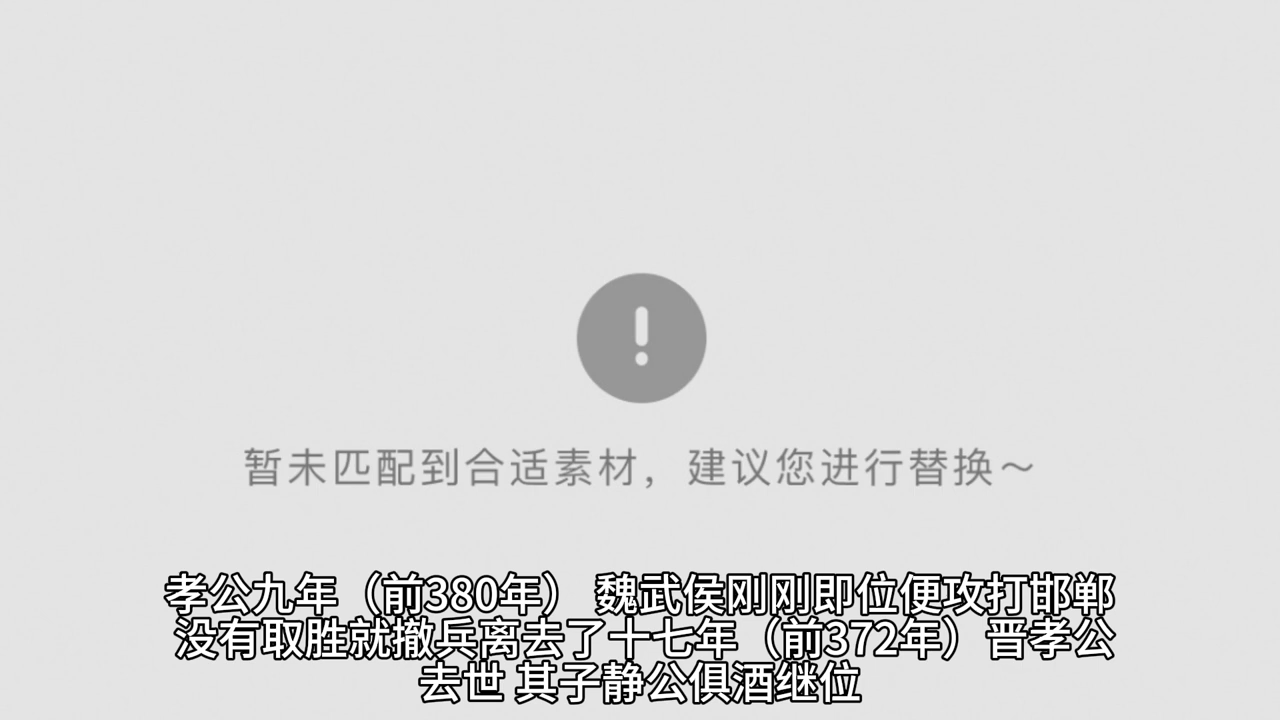 暂未匹配到合适素材，建议您进行替换～
孝公九年（前380年） 魏武侯刚刚即位便攻打邯郸
没有取胜就撤兵离去了十七年（前372年）晋孝公
去世 其子静公俱酒继位